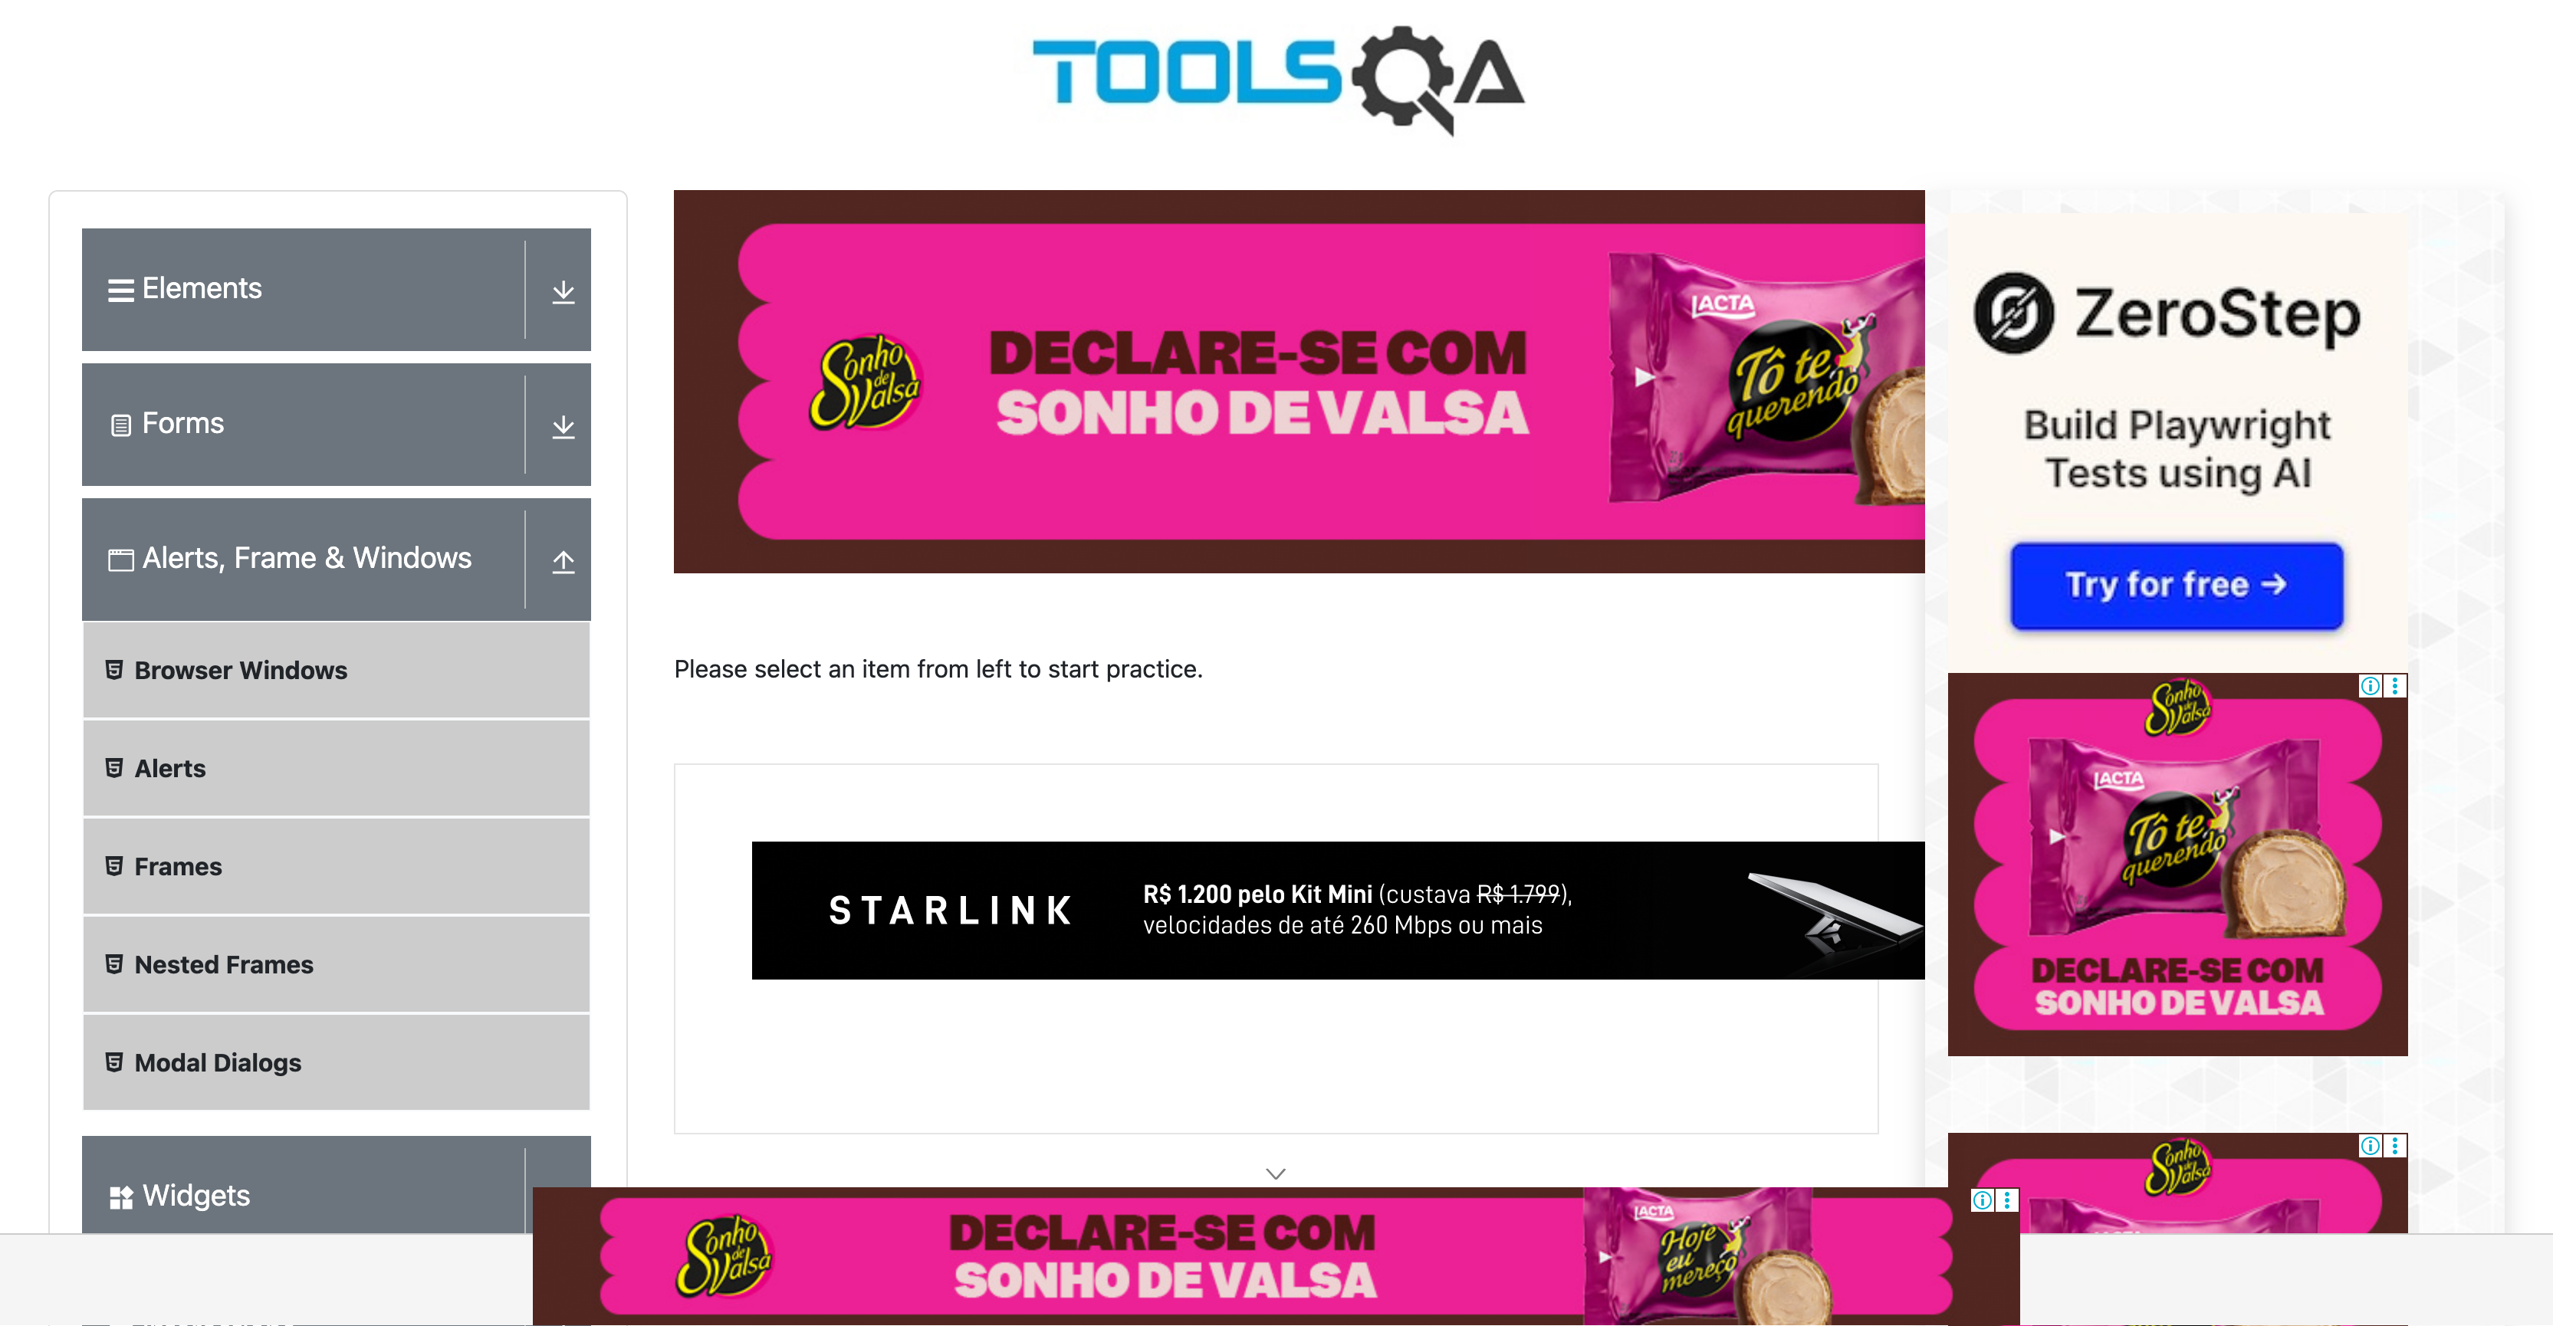 TOOLSQA
Elements
Forms
Alerts, Frame & Windows
Browser Windows
Alerts
Frames
Nested Frames
Modal Dialogs
Widgets
Sonho de Valsa
DECLARE-SE COM
SONHO DE VALSA
LACTA
Tô te querendo
Please select an item from left to start practice.
STARLINK
R$ 1.200 pelo Kit Mini (custava R$ 1.799),
velocidades de até 260 Mbps ou mais
ZeroStep
Build Playwright
Tests using AI
Try for free →
Sonho de Valsa
LACTA
Tô te querendo
DECLARE-SE COM
SONHO DE VALSA
Sonho de Valsa
Sonho de Valsa
DECLARE-SE COM
SONHO DE VALSA
LACTA
Hoje eu mereço